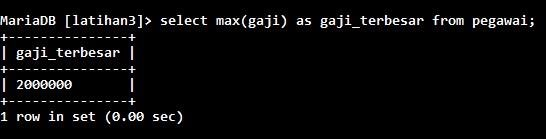 MariaDB [latihan3]> select max(gaji) as gaji_terbesar from pegawai;
+---------------+
| gaji_terbesar |
+---------------+
| 2000000       |
+---------------+
1 row in set (0.00 sec)